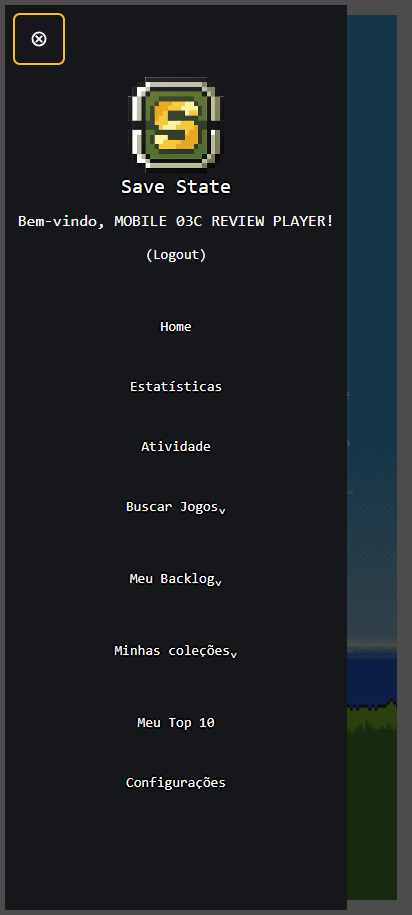 Save State
Bem-vindo, MOBILE 03C REVIEW PLAYER!
(Logout)
Home
Estatísticas
Atividade
Buscar Jogos
Meu Backlog
Minhas coleções
Meu Top 10
Configurações